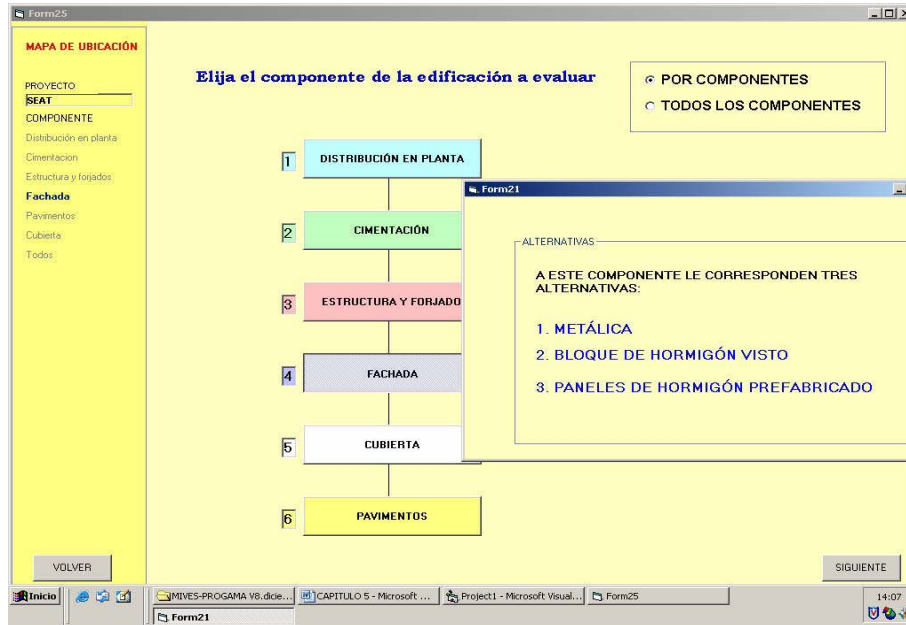 Form25
MAPA DE UBICACIÓN
PROYECTO
SEAT
COMPONENTE
Distribución en planta
Cimentacion
Estructura y forjados
Fachada
Pavimentos
Cubierta
Todos
VOLVER
Elija el componente de la edificación a evaluar
POR COMPONENTES
TODOS LOS COMPONENTES
1 DISTRIBUCIÓN EN PLANTA
2 CIMENTACIÓN
3 ESTRUCTURA Y FORJADO
4 FACHADA
5 CUBIERTA
6 PAVIMENTOS
Form21
ALTERNATIVAS
A ESTE COMPONENTE LE CORRESPONDEN TRES
ALTERNATIVAS:
1. METÁLICA
2. BLOQUE DE HORMIGÓN VISTO
3. PANELES DE HORMIGÓN PREFABRICADO
SIGUIENTE
Inicio
MIVES-PROGAMA V8.dicie...
CAPITULO 5 - Microsoft ...
Project1 - Microsoft Visual...
Form25
14:07
Form21